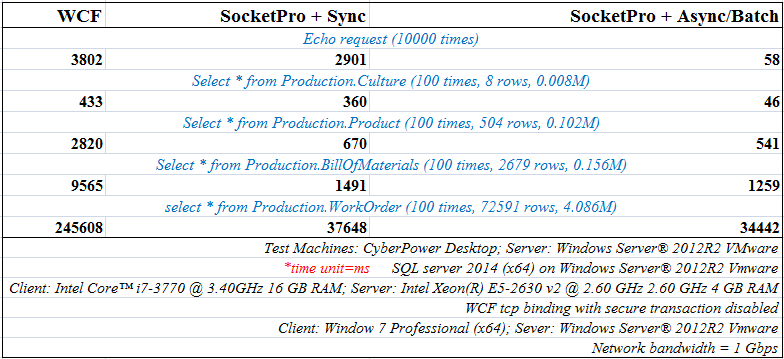 WCF SocketPro + Sync SocketPro + Async/Batch
Echo request (10000 times)
3802 2901 58
Select * from Production.Culture (100 times, 8 rows, 0.008M)
433 360 46
Select * from Production.Product (100 times, 504 rows, 0.102M)
2820 670 541
Select * from Production.BillOfMaterials (100 times, 2679 rows, 0.156M)
9565 1491 1259
select * from Production.WorkOrder (100 times, 72591 rows, 4.086M)
245608 37648 34442
Test Machines: CyberPower Desktop; Server: Windows Server® 2012R2 VMware
*time unit=ms SQL server 2014 (x64) on Windows Server® 2012R2 Vmware
Client: Intel Core™ i7-3770 @ 3.40GHz 16 GB RAM; Server: Intel Xeon(R) E5-2630 v2 @ 2.60 GHz 2.60 GHz 4 GB RAM
WCF tcp binding with secure transaction disabled
Client: Window 7 Professional (x64); Sever: Windows Server® 2012R2 Vmware
Network bandwidth = 1 Gbps